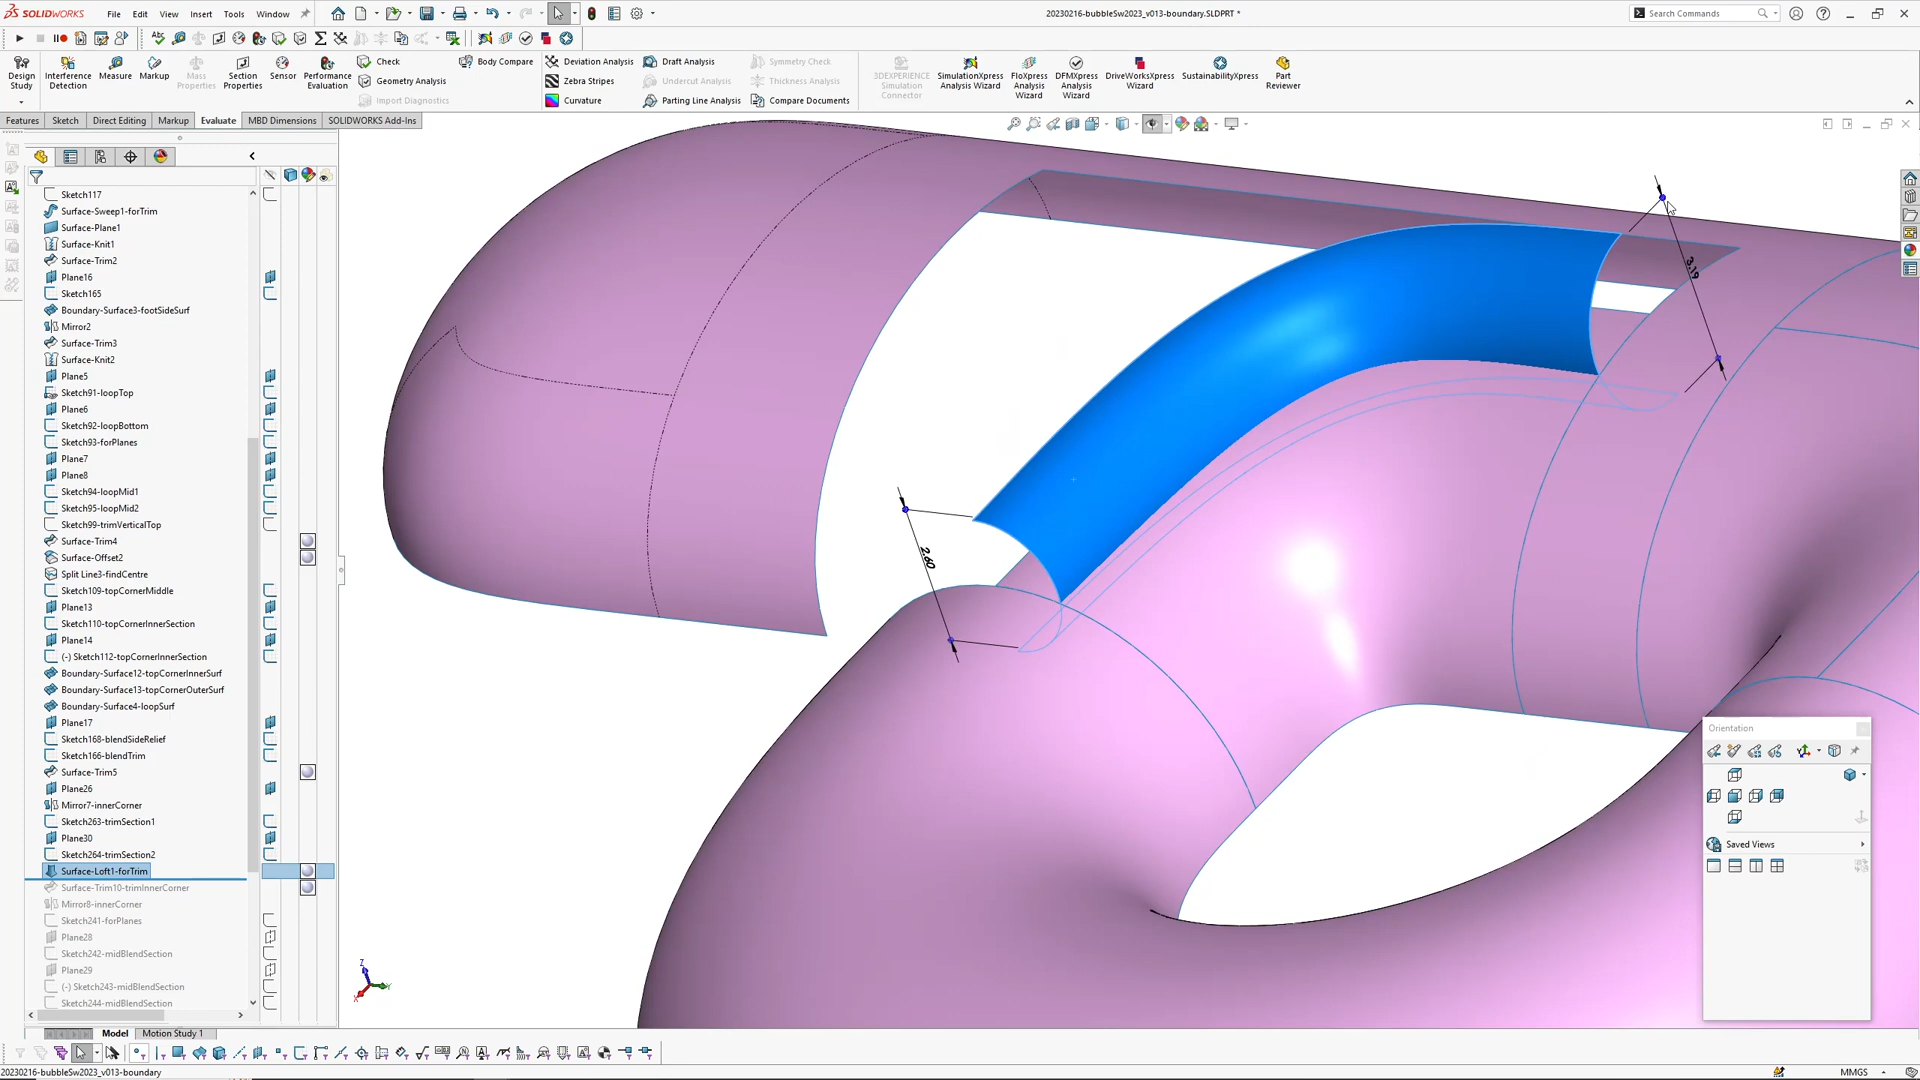 SOLIDWORKS File Edit View Insert Tools Window 20230216-bubbleSw2023_v013-boundary.SLDPRT * Search Commands
Design Study
Interference Detection
Measure
Markup
Mass Properties
Section Properties
Sensor
Performance Evaluation
Check
Geometry Analysis
Import Diagnostics
Body Compare
Deviation Analysis
Zebra Stripes
Curvature
Draft Analysis
Undercut Analysis
Parting Line Analysis
Symmetry Check
Thickness Analysis
Compare Documents
3DEXPERIENCE Simulation Connector
SimulationXpress Analysis Wizard
FloXpress Analysis Wizard
DFMXpress Analysis Wizard
DriveWorksXpress Wizard
SustainabilityXpress
Part Reviewer
Features Sketch Direct Editing Markup Evaluate MBD Dimensions SOLIDWORKS Add-Ins
Sketch117
Surface-Sweep1-forTrim
Surface-Plane1
Surface-Knit1
Surface-Trim2
Plane16
Sketch165
Boundary-Surface3-footSideSurf
Mirror2
Surface-Trim3
Surface-Knit2
Plane5
Sketch91-loopTop
Plane6
Sketch92-loopBottom
Sketch93-forPlanes
Plane7
Plane8
Sketch94-loopMid1
Sketch95-loopMid2
Sketch99-trimVerticalTop
Surface-Trim4
Surface-Offset2
Split Line3-findCentre
Sketch109-topCornerMiddle
Plane13
Sketch110-topCornerInnerSection
Plane14
(-) Sketch112-topCornerInnerSection
Boundary-Surface12-topCornerInnerSurf
Boundary-Surface13-topCornerOuterSurf
Boundary-Surface4-loopSurf
Plane17
Sketch168-blendSideRelief
Sketch166-blendTrim
Surface-Trim5
Plane26
Mirror7-innerCorner
Sketch263-trimSection1
Plane30
Sketch264-trimSection2
Surface-Loft1-forTrim
Surface-Trim10-trimInnerCorner
Mirror8-innerCorner
Sketch241-forPlanes
Plane28
Sketch242-midBlendSection
Plane29
(-) Sketch243-midBlendSection
Sketch244-midBlendSection
3.19
2.60
Z
X
Y
Orientation
Saved Views
Model Motion Study 1
20230216-bubbleSw2023_v013-boundary MMGS